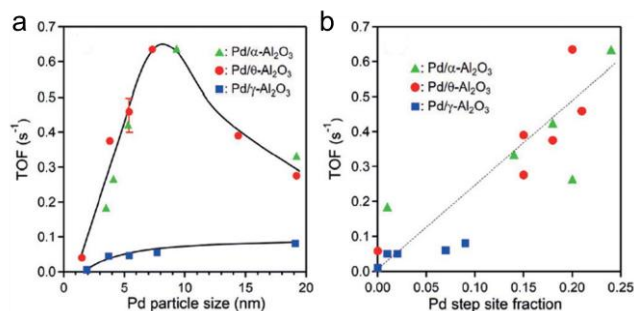 a
0.7
0.6
0.5
0.4
0.3
0.2
0.1
0.0
TOF (s⁻¹)
: Pd/α-Al₂O₃
: Pd/θ-Al₂O₃
: Pd/γ-Al₂O₃
0 5 10 15 20
Pd particle size (nm)
b
0.7
0.6
0.5
0.4
0.3
0.2
0.1
0.0
TOF (s⁻¹)
: Pd/α-Al₂O₃
: Pd/θ-Al₂O₃
: Pd/γ-Al₂O₃
0.00 0.05 0.10 0.15 0.20 0.25
Pd step site fraction